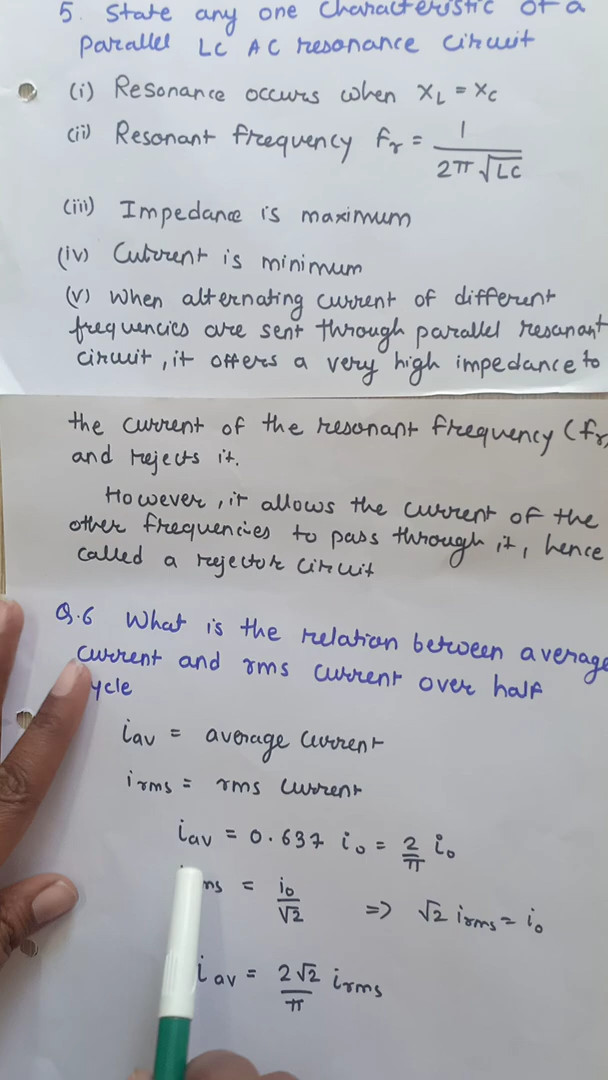 5. State any one characteristic of a
parallel LC AC resonance circuit
(i) Resonance occurs when XL = XC
(ii) Resonant frequency fr = 1 / 2π √LC
(iii) Impedance is maximum
(iv) Current is minimum
(v) When alternating current of different
frequencies are sent through parallel resonant
circuit, it offers a very high impedance to
the current of the resonant frequency (fr)
and rejects it.
However, it allows the current of the
other frequencies to pass through it, hence
called a rejector circuit
Q.6 What is the relation between average
current and rms current over half
ycle
iav = average current
irms = rms current
iav = 0.637 i₀ = 2/π i₀
ms = i₀/√2 => √2 irms = i₀
iav = 2√2/π irms